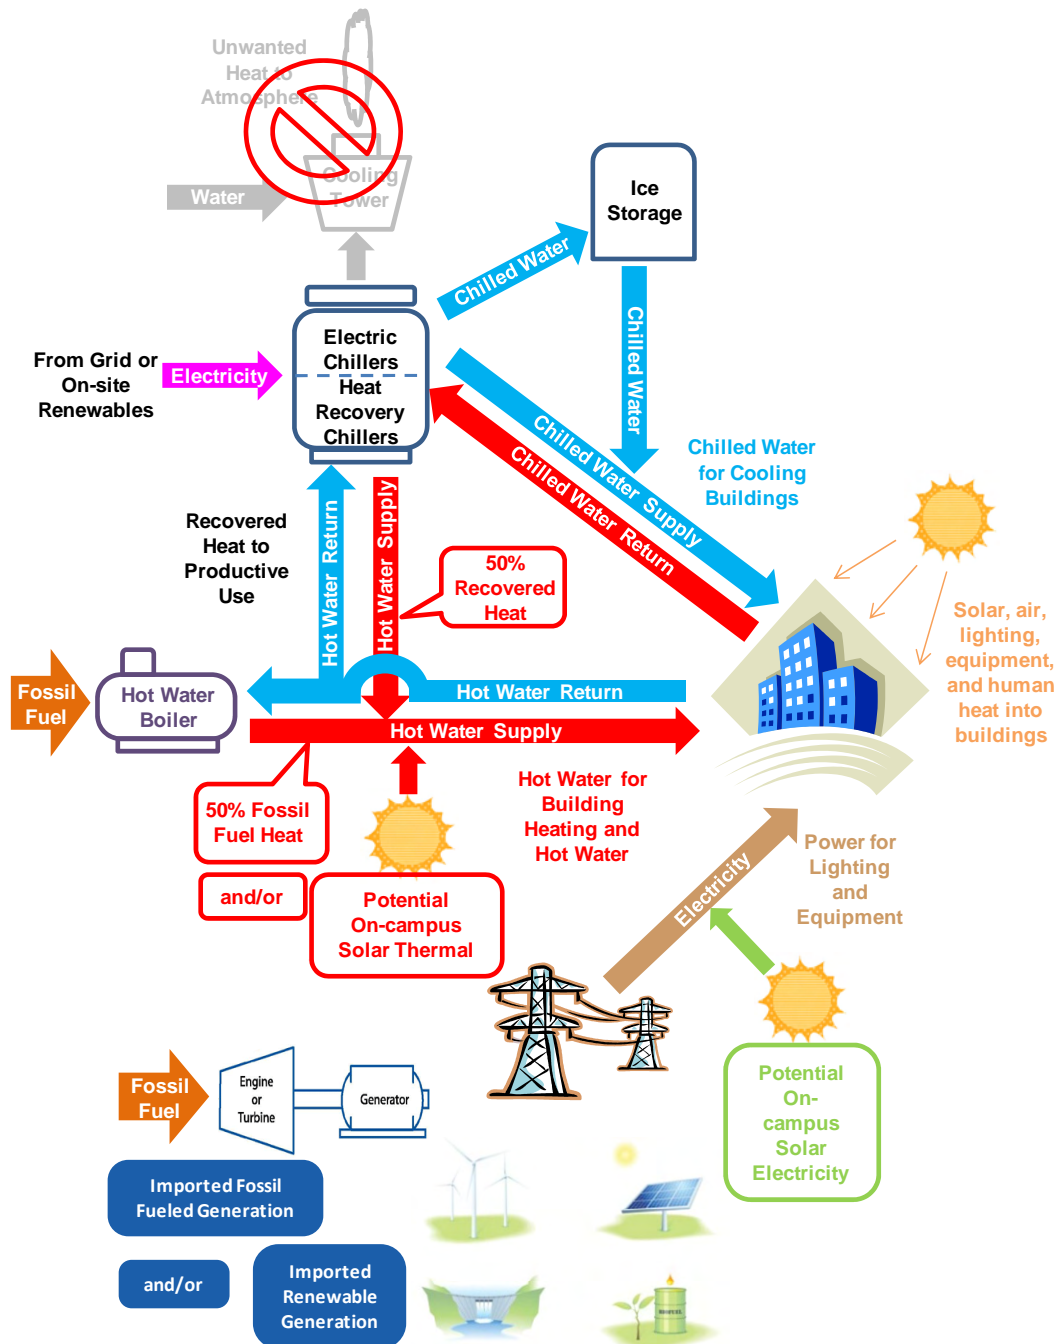 Unwanted
Heat to
Atmosphere
Cooling
Tower
Water
Ice
Storage
Chilled Water
Chilled Water
Electric
Chillers
Heat
Recovery
Chillers
From Grid or
On-site
Renewables
Electricity
Chilled Water Supply
Chilled Water Return
Chilled Water
for Cooling
Buildings
Recovered
Heat to
Productive
Use
Hot Water Return
Hot Water Supply
50%
Recovered
Heat
Solar, air,
lighting,
equipment,
and human
heat into
buildings
Fossil
Fuel
Hot Water
Boiler
Hot Water Return
Hot Water Supply
50% Fossil
Fuel Heat
and/or
Potential
On-campus
Solar Thermal
Hot Water for
Building
Heating and
Hot Water
Electricity
Power for
Lighting
and
Equipment
Potential
On-
campus
Solar
Electricity
Fossil
Fuel
Engine
or
Turbine
Generator
Imported Fossil
Fueled Generation
and/or
Imported
Renewable
Generation
BIOFUEL